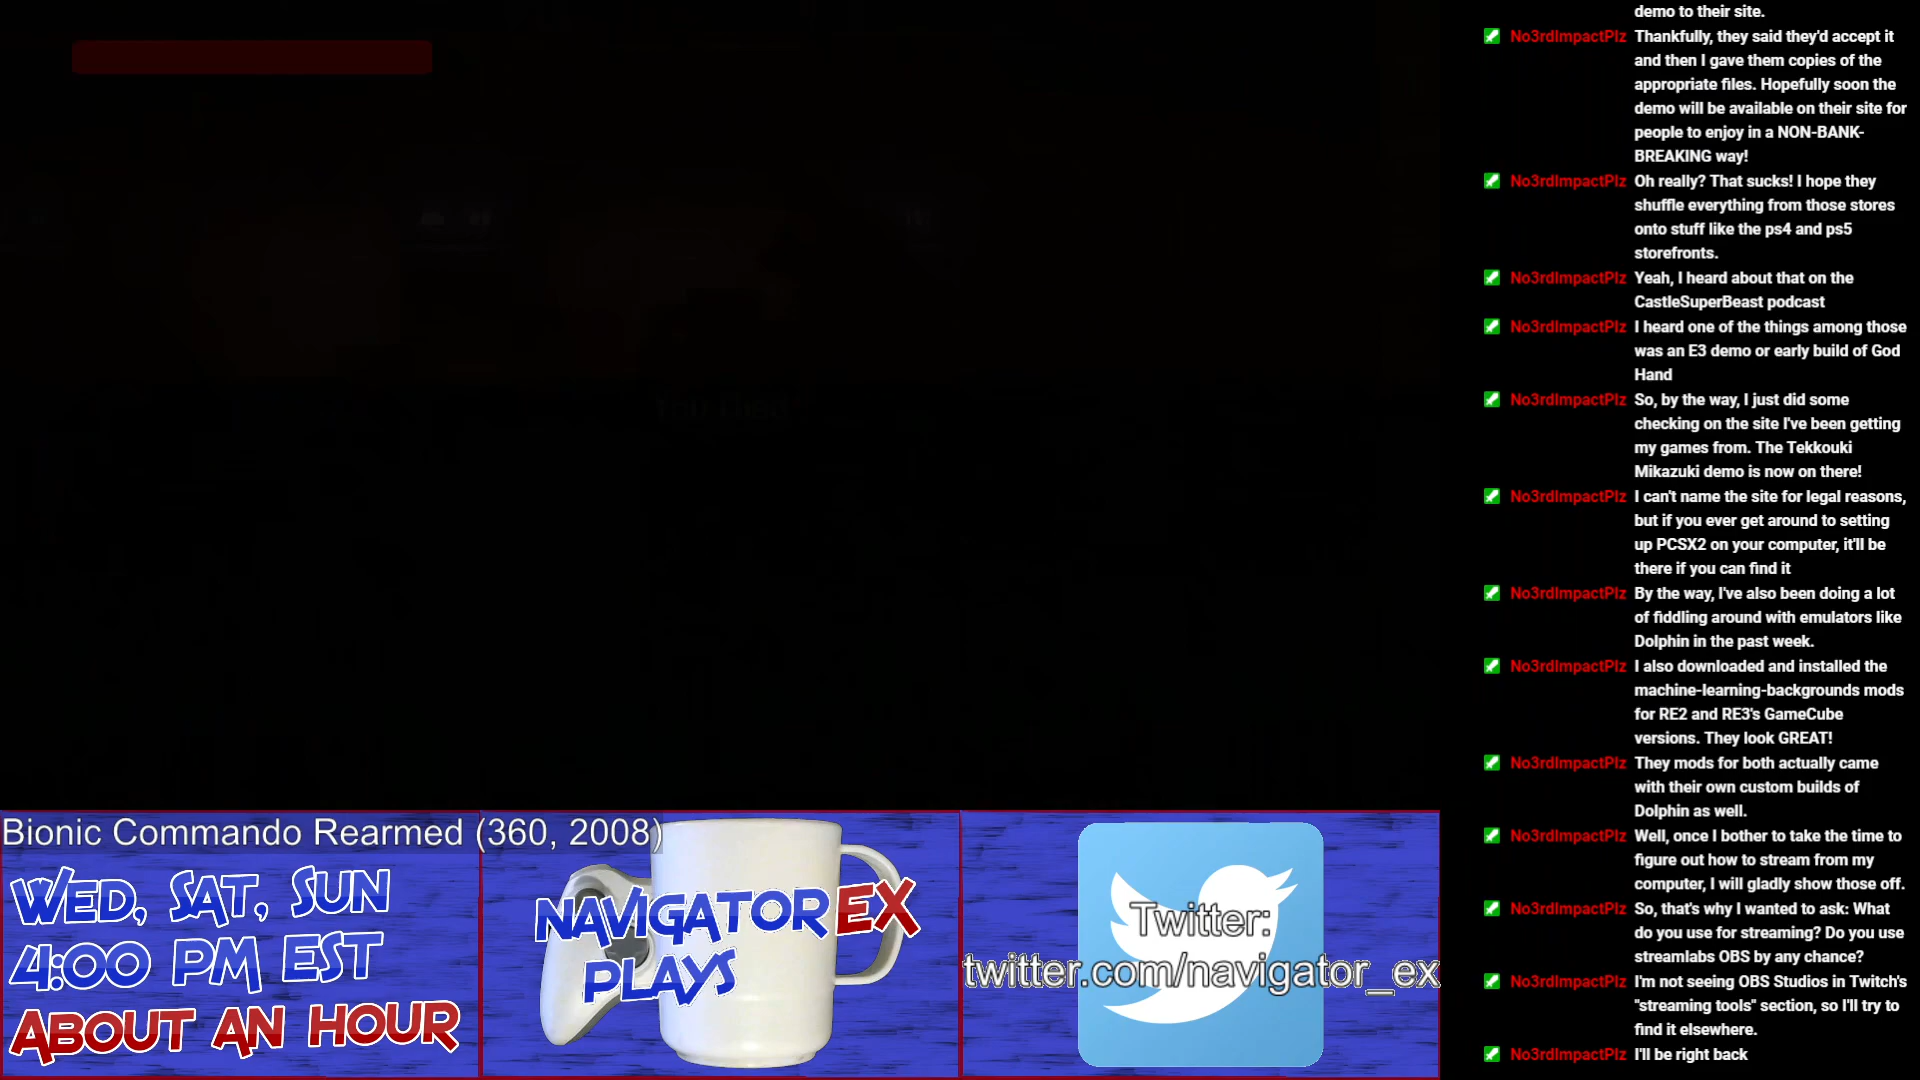 You Died
Bionic Commando Rearmed (360, 2008)
WED, SAT, SUN
4:00 PM EST
ABOUT AN HOUR
NAVIGATOR EX
PLAYS
Twitter:
twitter.com/navigator_ex
demo to their site.
No3rdImpactPlz Thankfully, they said they'd accept it
and then I gave them copies of the
appropriate files. Hopefully soon the
demo will be available on their site for
people to enjoy in a NON-BANK-
BREAKING way!
No3rdImpactPlz Oh really? That sucks! I hope they
shuffle everything from those stores
onto stuff like the ps4 and ps5
storefronts.
No3rdImpactPlz Yeah, I heard about that on the
CastleSuperBeast podcast
No3rdImpactPlz I heard one of the things among those
was an E3 demo or early build of God
Hand
No3rdImpactPlz So, by the way, I just did some
checking on the site I've been getting
my games from. The Tekkouki
Mikazuki demo is now on there!
No3rdImpactPlz I can't name the site for legal reasons,
but if you ever get around to setting
up PCSX2 on your computer, it'll be
there if you can find it
No3rdImpactPlz By the way, I've also been doing a lot
of fiddling around with emulators like
Dolphin in the past week.
No3rdImpactPlz I also downloaded and installed the
machine-learning-backgrounds mods
for RE2 and RE3's GameCube
versions. They look GREAT!
No3rdImpactPlz They mods for both actually came
with their own custom builds of
Dolphin as well.
No3rdImpactPlz Well, once I bother to take the time to
figure out how to stream from my
computer, I will gladly show those off.
No3rdImpactPlz So, that's why I wanted to ask: What
do you use for streaming? Do you use
streamlabs OBS by any chance?
No3rdImpactPlz I'm not seeing OBS Studios in Twitch's
"streaming tools" section, so I'll try to
find it elsewhere.
No3rdImpactPlz I'll be right back